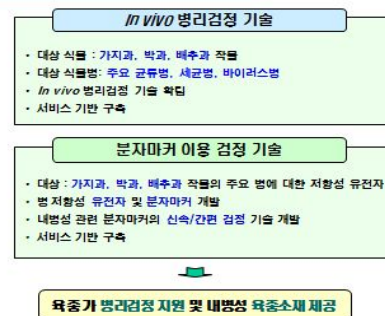 In vivo 병리검정 기술
• 대상 식물 : 가지과, 박과, 배추과 작물
• 대상 식물병: 주요 균류병, 세균병, 바이러스병
• In vivo 병리검정 기술 확립
• 서비스 기반 구축
분자마커 이용 검정 기술
• 대상 : 가지과, 박과, 배추과 작물의 주요 병에 대한 저항성 유전자
• 병 저항성 유전자 및 분자마커 개발
• 내병성 관련 분자마커의 신속/간편 검정 기술 개발
• 서비스 기반 구축
육종가 병리검정 지원 및 내병성 육종소재 제공